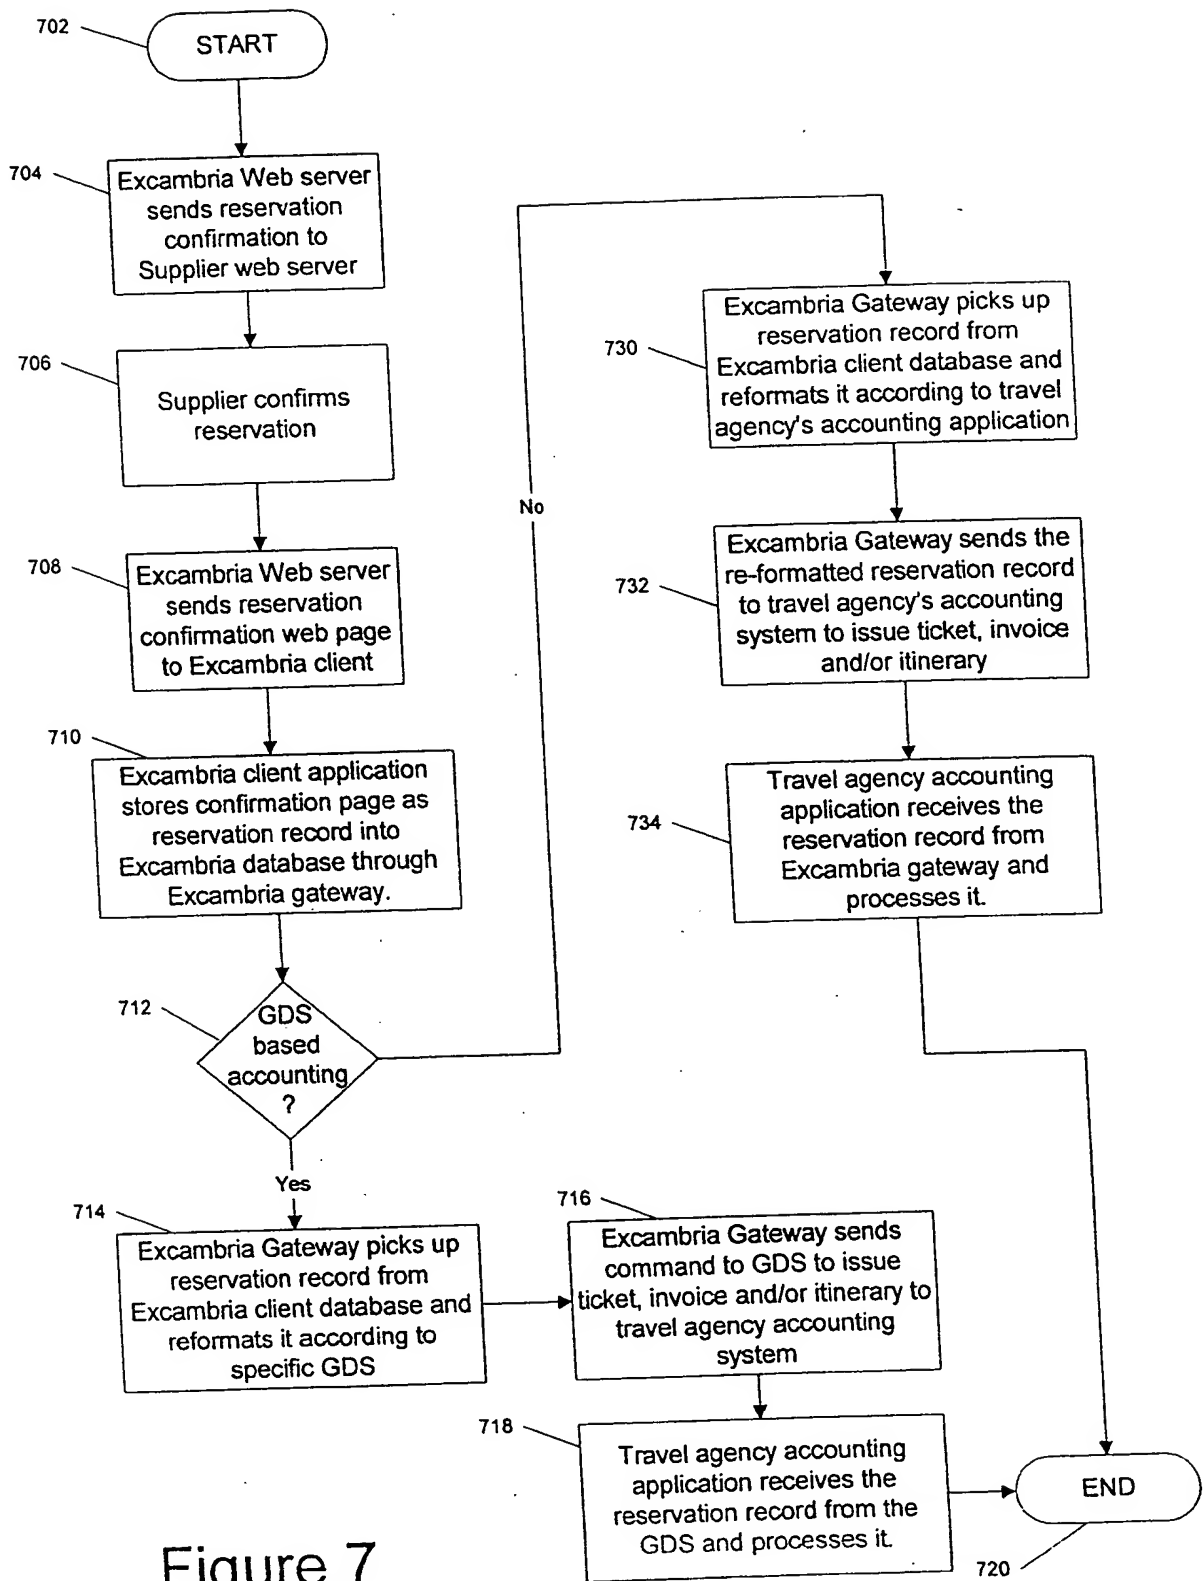 702
START
704
Excambria Web server
sends reservation
confirmation to
Supplier web server
706
Supplier confirms
reservation
708
Excambria Web server
sends reservation
confirmation web page
to Excambria client
710
Excambria client application
stores confirmation page as
reservation record into
Excambria database through
Excambria gateway.
712
GDS
based
accounting
?
No
Yes
714
Excambria Gateway picks up
reservation record from
Excambria client database and
reformats it according to
specific GDS
716
Excambria Gateway sends
command to GDS to issue
ticket, invoice and/or itinerary to
travel agency accounting
system
718
Travel agency accounting
application receives the
reservation record from the
GDS and processes it.
730
Excambria Gateway picks up
reservation record from
Excambria client database and
reformats it according to travel
agency's accounting application
732
Excambria Gateway sends the
re-formatted reservation record
to travel agency's accounting
system to issue ticket, invoice
and/or itinerary
734
Travel agency accounting
application receives the
reservation record from
Excambria gateway and
processes it.
END
720
Figure 7